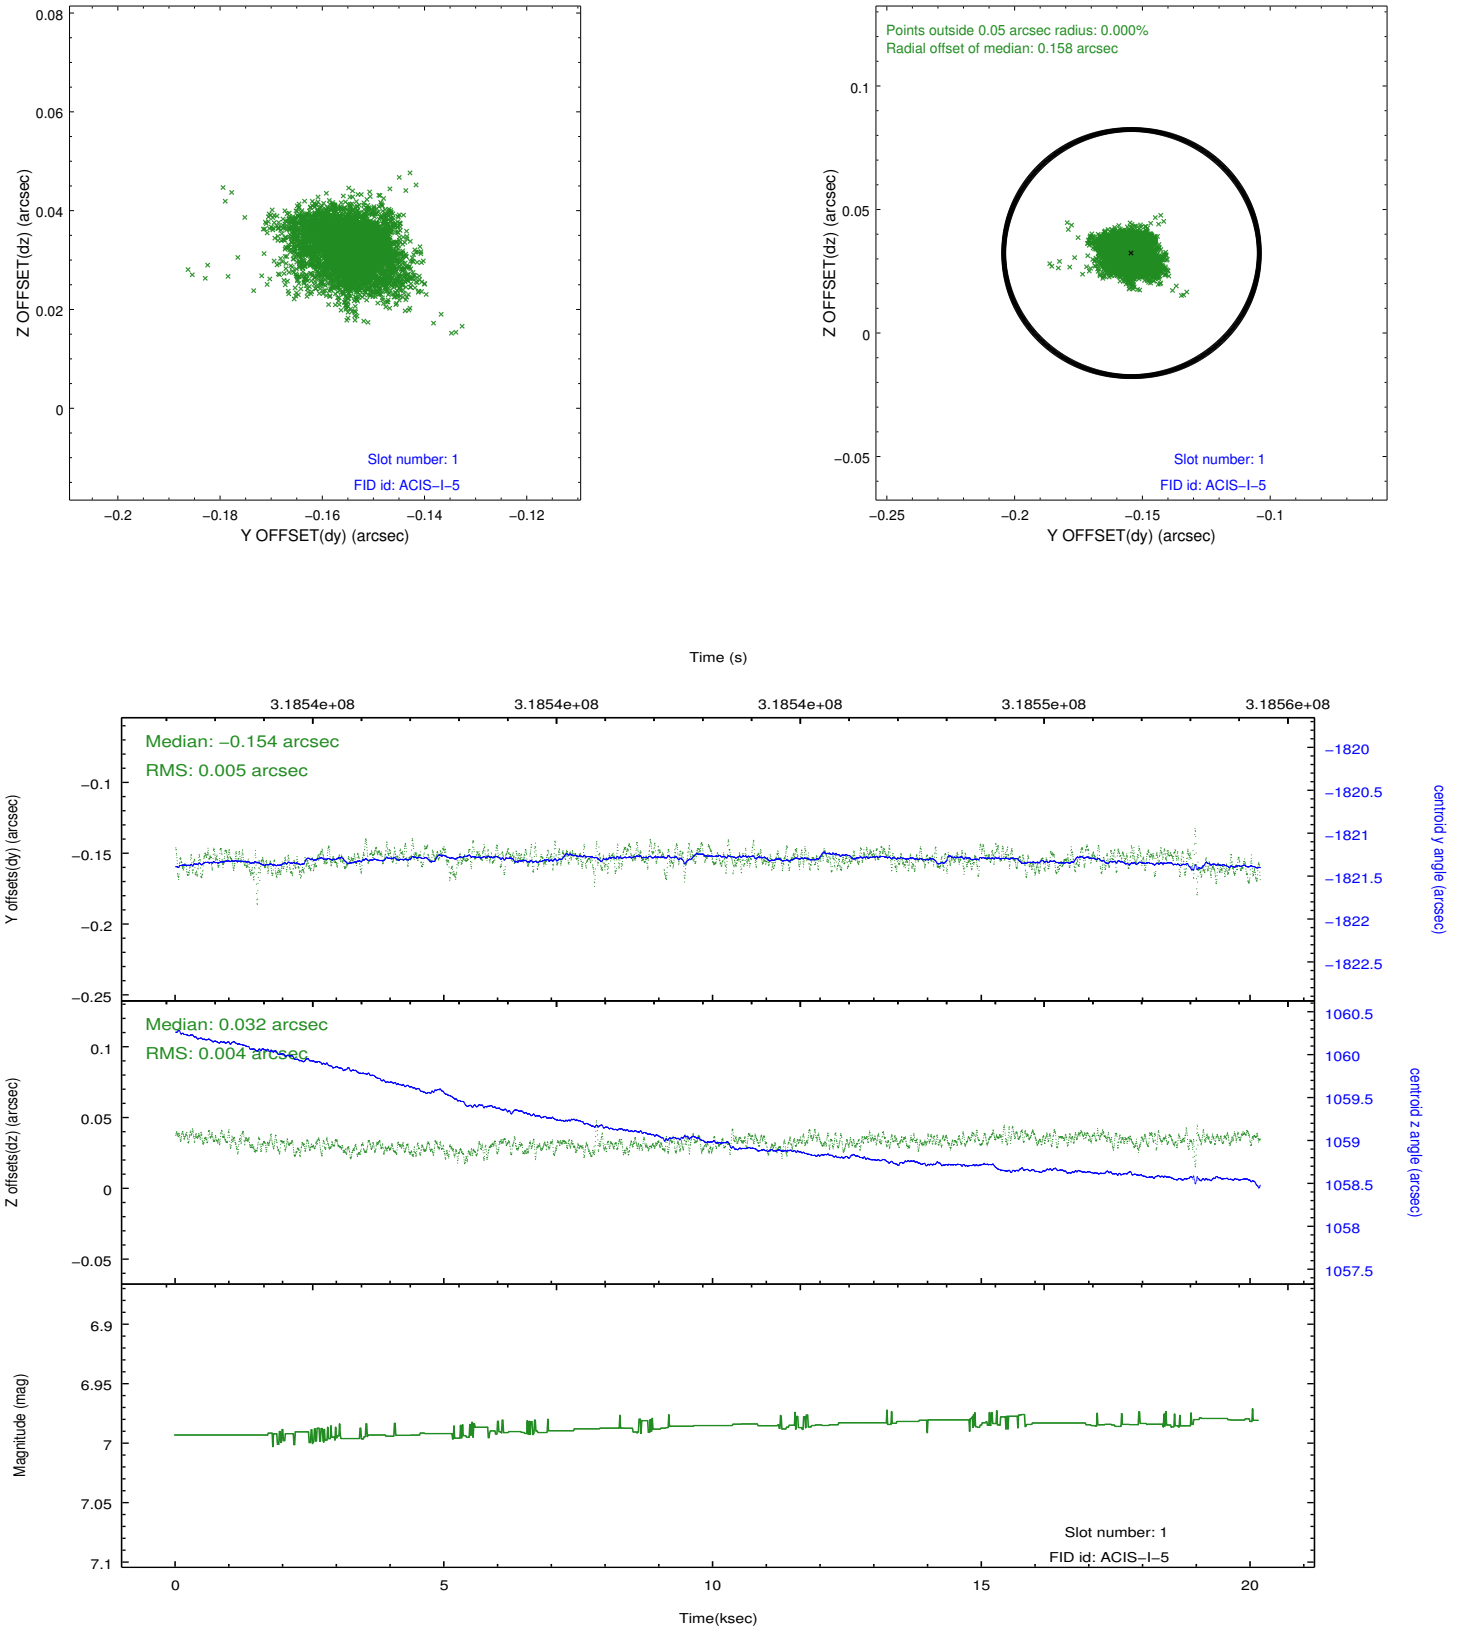 0.08
0.06
0.04
0.02
0
Z OFFSET(dz) (arcsec)
Slot number: 1
FID id: ACIS−I−5
−0.2
−0.18
−0.16
−0.14
−0.12
Y OFFSET(dy) (arcsec)
Points outside 0.05 arcsec radius: 0.000%
Radial offset of median: 0.158 arcsec
0.1
0.05
0
−0.05
Z OFFSET(dz) (arcsec)
Slot number: 1
FID id: ACIS−I−5
−0.25
−0.2
−0.15
−0.1
Y OFFSET(dy) (arcsec)
Time (s)
3.1854e+08
3.1854e+08
3.1854e+08
3.1855e+08
3.1856e+08
Median: −0.154 arcsec
RMS: 0.005 arcsec
−0.1
−0.15
−0.2
−0.25
Y offsets(dy) (arcsec)
−1820
−1820.5
−1821
−1821.5
−1822
−1822.5
centroid y angle (arcsec)
Median: 0.032 arcsec
RMS: 0.004 arcsec
0.1
0.05
0
−0.05
Z offsets(dz) (arcsec)
1060.5
1060
1059.5
1059
1058.5
1058
1057.5
centroid z angle (arcsec)
6.9
6.95
7
7.05
7.1
Magnitude (mag)
Slot number: 1
FID id: ACIS−I−5
0
5
10
15
20
Time(ksec)